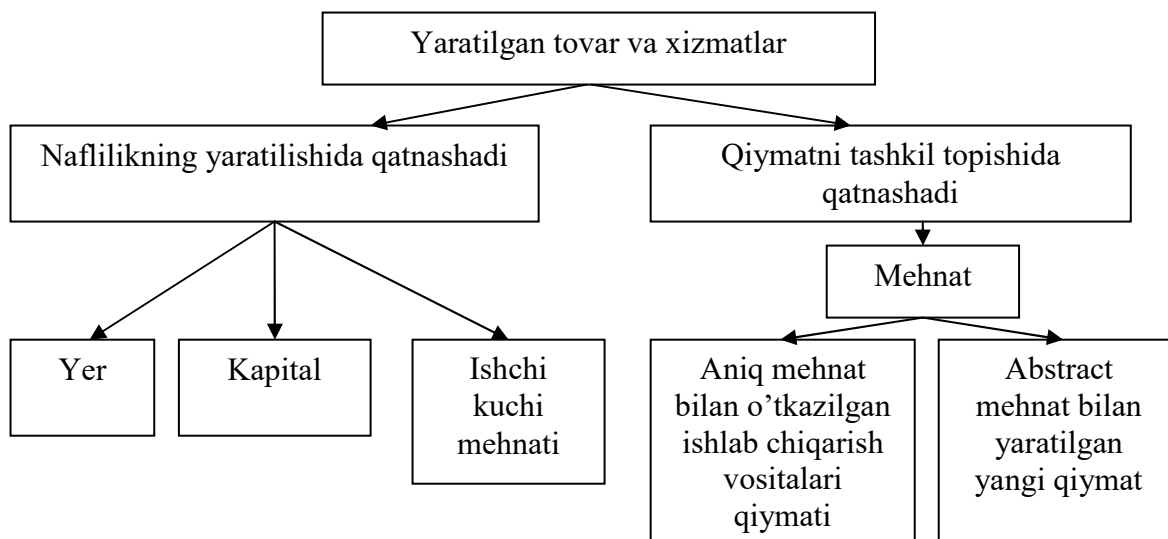 Yaratilgan tovar va xizmatlar
Naflilikning yaratilishida qatnashadi
Qiymatni tashkil topishida
qatnashadi
Mehnat
Yer
Kapital
Ishchi
kuchi
mehnati
Aniq mehnat
bilan o’tkazilgan
ishlab chiqarish
vositalari
qiymati
Abstract
mehnat bilan
yaratilgan
yangi qiymat